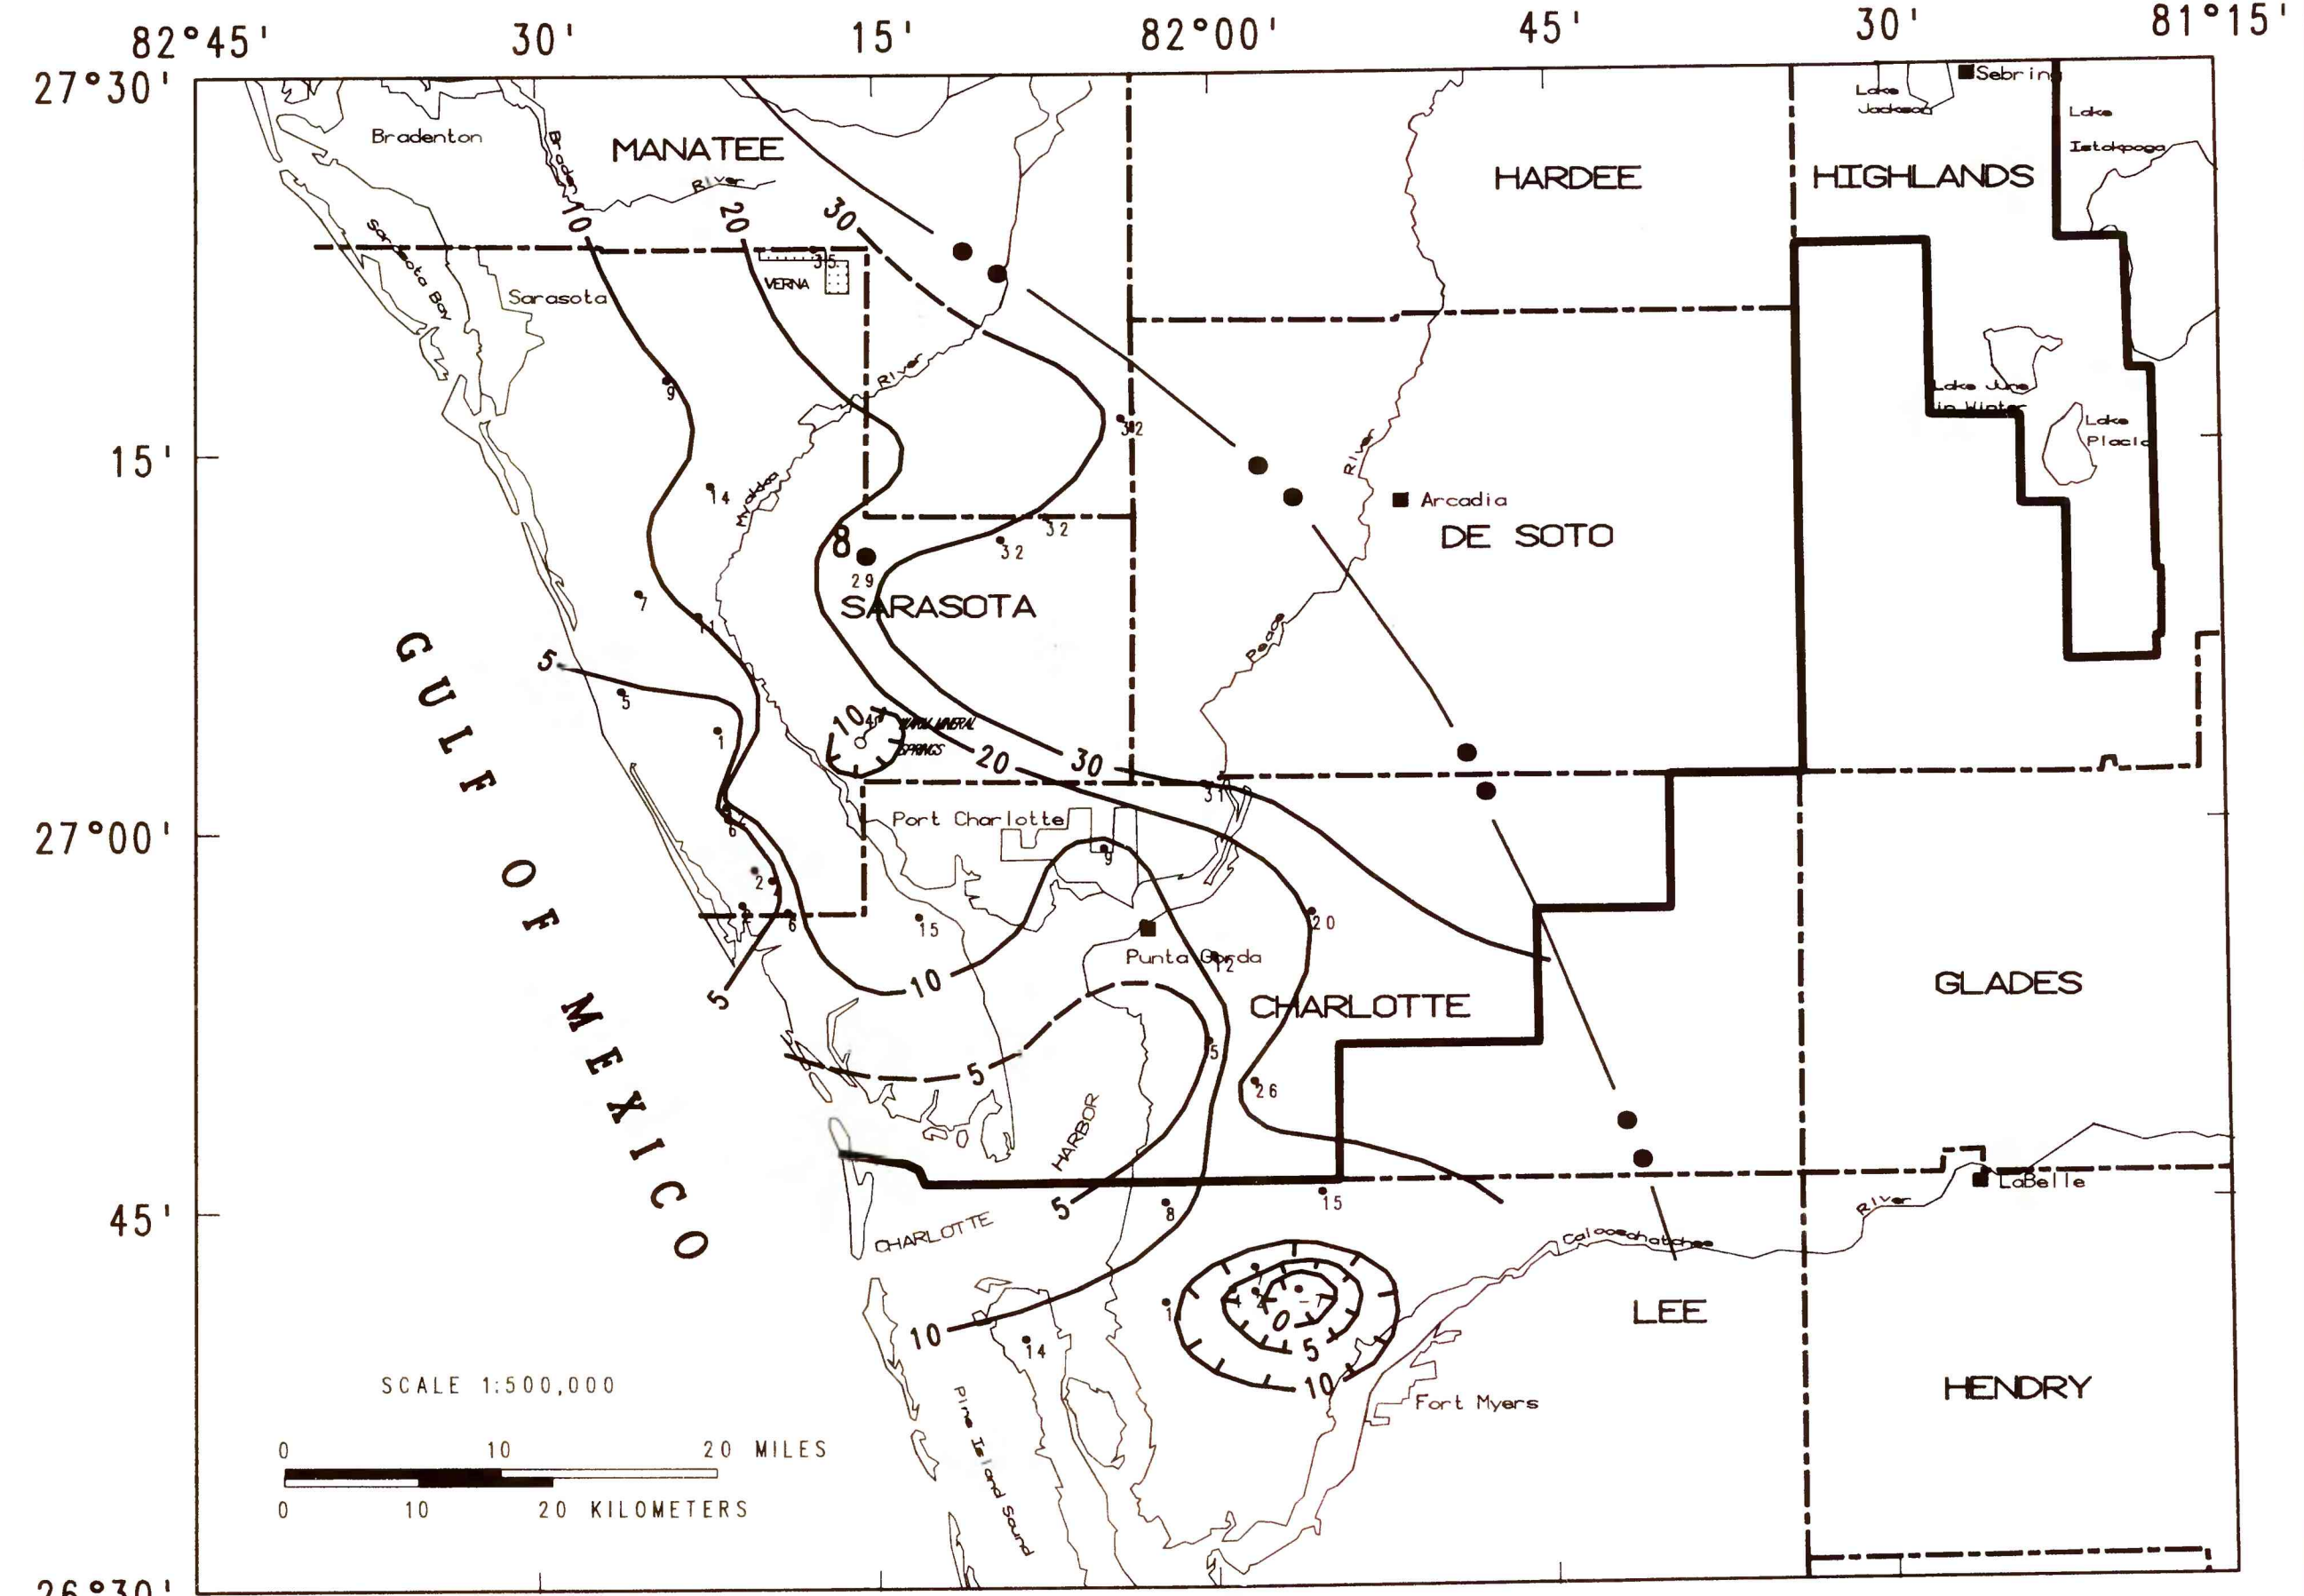 82°45' 30' 15' 82°00' 45' 30' 81°15'
27°30'
Sebrin
Lake
Jackson
Lake
Istokpoga
Bradenton
Braden
River
MANATEE
HARDEE
HIGHLANDS
10
20
30
35
VERNA
Sarasota Bay
Sarasota
River
9
32
Lake June
in Winter
Lake
Placid
15'
14
Myakka
River
Arcadia
DE SOTO
32
32
8
29
SARASOTA
7
11
Peace
5
5
1
10
WARM MINERAL
SPRINGS
20
30
31
27°00'
Port Charlotte
6
9
2
2
6
15
20
Punta Gorda
12
10
5
CHARLOTTE
GLADES
5
5
26
GULF OF MEXICO
HARBOR
LaBelle
River
45'
5
8
15
CHARLOTTE
Caloosahatchee
10
14
0
5
10
LEE
Fort Myers
HENDRY
Pine Island Sound
SCALE 1:500,000
0 10 20 MILES
0 10 20 KILOMETERS
26°30'